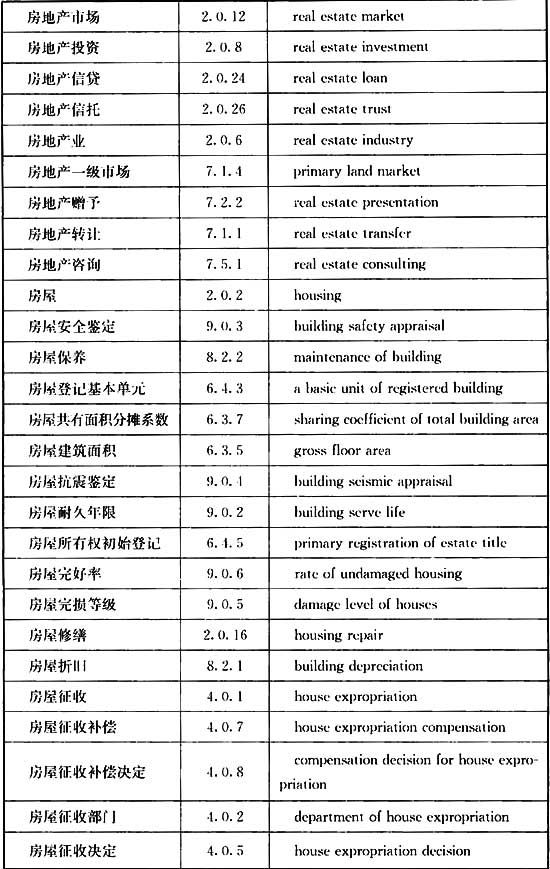 房地产市场 2.0.12 real estate market
房地产投资 2.0.8 real estate investment
房地产信贷 2.0.24 real estate loan
房地产信托 2.0.26 real estate trust
房地产业 2.0.6 real estate industry
房地产一级市场 7.1.4 primary land market
房地产赠予 7.2.2 real estate presentation
房地产转让 7.1.1 real estate transfer
房地产咨询 7.5.1 real estate consulting
房屋 2.0.2 housing
房屋安全鉴定 9.0.3 building safety appraisal
房屋保养 8.2.2 maintenance of building
房屋登记基本单元 6.4.3 a basic unit of registered building
房屋共有面积分摊系数 6.3.7 sharing coefficient of total building area
房屋建筑面积 6.3.5 gross floor area
房屋抗震鉴定 9.0.4 building seismic appraisal
房屋耐久年限 9.0.2 building serve life
房屋所有权初始登记 6.4.5 primary registration of estate title
房屋完好率 9.0.6 rate of undamaged housing
房屋完损等级 9.0.5 damage level of houses
房屋修缮 2.0.16 housing repair
房屋折旧 8.2.1 building depreciation
房屋征收 4.0.1 house expropriation
房屋征收补偿 4.0.7 house expropriation compensation
房屋征收补偿决定 4.0.8 compensation decision for house expro-
priation
房屋征收部门 4.0.2 department of house expropriation
房屋征收决定 4.0.5 house expropriation decision